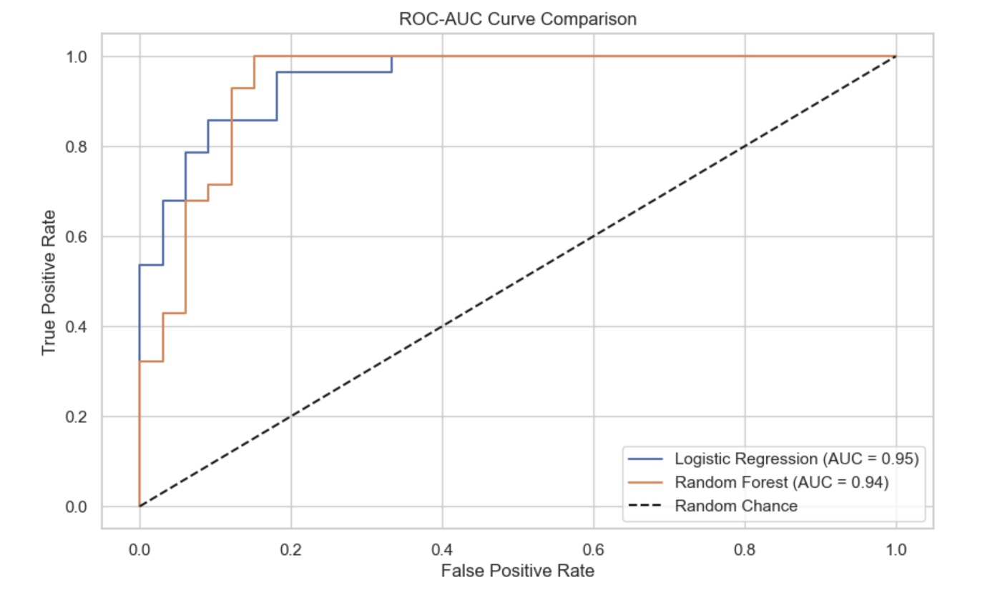 ROC-AUC Curve Comparison
True Positive Rate
1.0
0.8
0.6
0.4
0.2
0.0
Logistic Regression (AUC = 0.95)
Random Forest (AUC = 0.94)
Random Chance
0.0 0.2 0.4 0.6 0.8 1.0
False Positive Rate